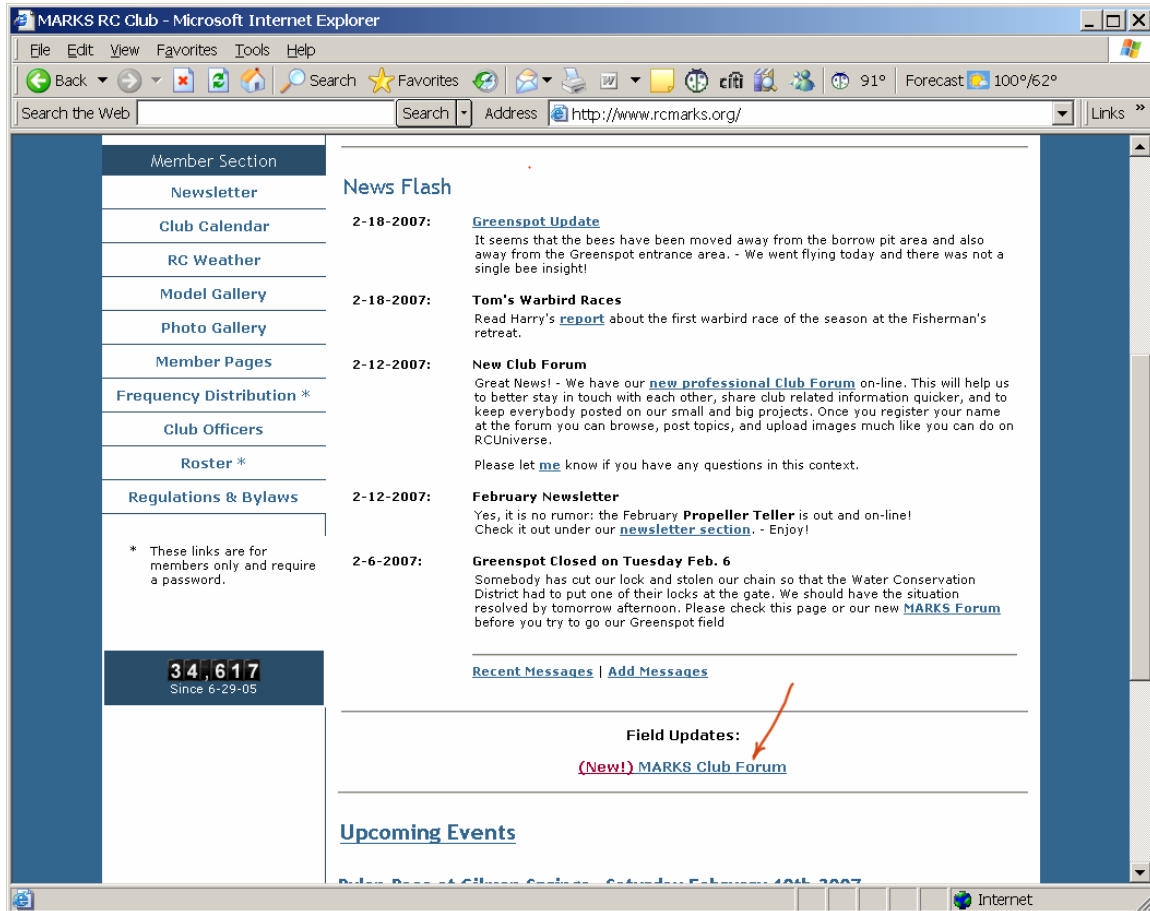 MARKS RC Club - Microsoft Internet Explorer
File Edit View Favorites Tools Help
Back Search Favorites 91° Forecast 100°/62°
Search the Web Search Address http://www.rcmarks.org/ Links »
Member Section
Newsletter
Club Calendar
RC Weather
Model Gallery
Photo Gallery
Member Pages
Frequency Distribution *
Club Officers
Roster *
Regulations & Bylaws
* These links are for
members only and require
a password.
34,617
Since 6-29-05
News Flash
2-18-2007: Greenspot Update
It seems that the bees have been moved away from the borrow pit area and also
away from the Greenspot entrance area. - We went flying today and there was not a
single bee insight!
2-18-2007: Tom's Warbird Races
Read Harry's report about the first warbird race of the season at the Fisherman's
retreat.
2-12-2007: New Club Forum
Great News! - We have our new professional Club Forum on-line. This will help us
to better stay in touch with each other, share club related information quicker, and to
keep everybody posted on our small and big projects. Once you register your name
at the forum you can browse, post topics, and upload images much like you can do on
RCUniverse.
Please let me know if you have any questions in this context.
2-12-2007: February Newsletter
Yes, it is no rumor: the February Propeller Teller is out and on-line!
Check it out under our newsletter section. - Enjoy!
2-6-2007: Greenspot Closed on Tuesday Feb. 6
Somebody has cut our lock and stolen our chain so that the Water Conservation
District had to put one of their locks at the gate. We should have the situation
resolved by tomorrow afternoon. Please check this page or our new MARKS Forum
before you try to go our Greenspot field
Recent Messages | Add Messages
Field Updates:
(New!) MARKS Club Forum
Upcoming Events
Internet